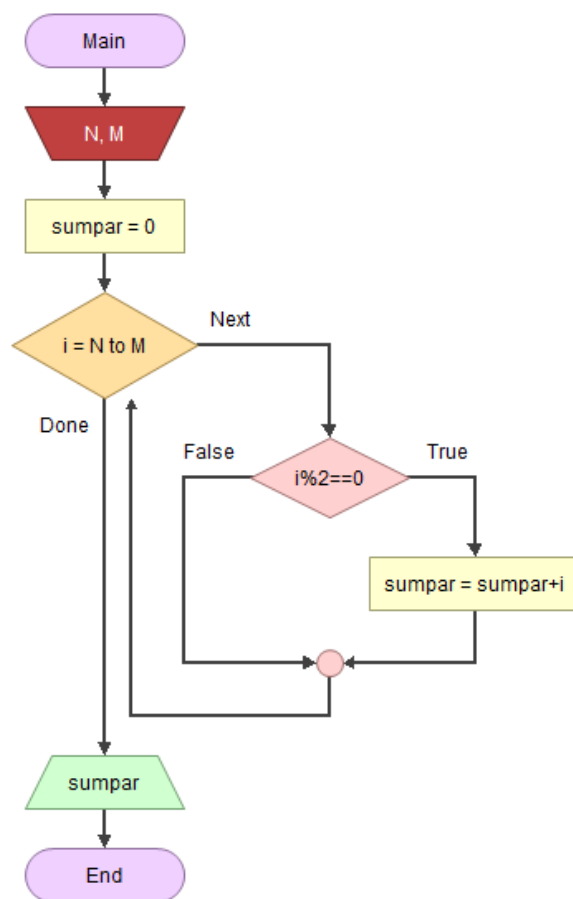 Main
N, M
sumpar = 0
i = N to M
Next
Done
False
True
i%2==0
sumpar = sumpar+i
sumpar
End